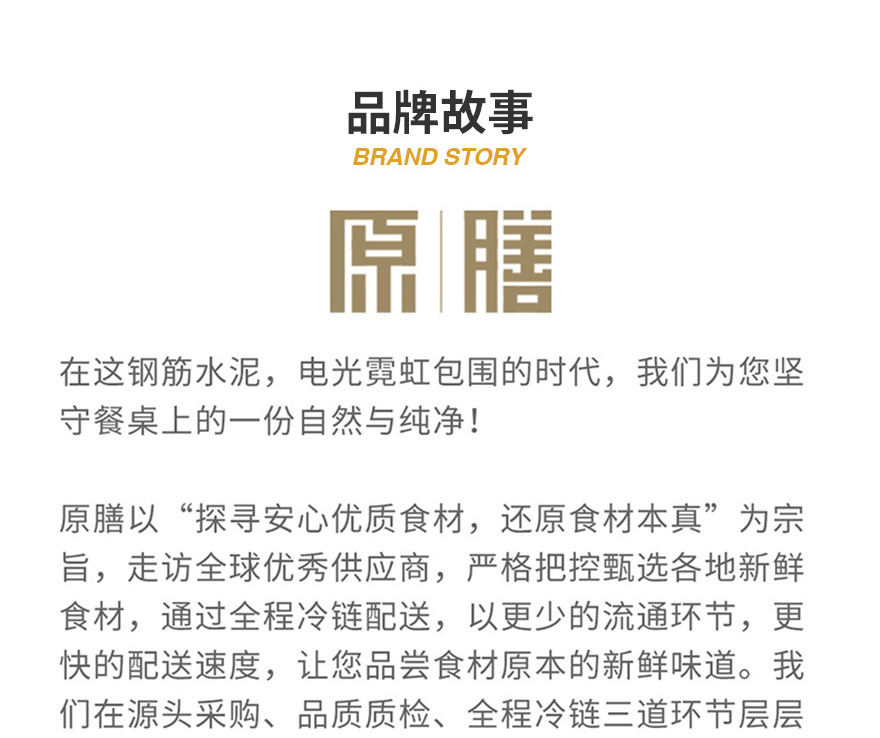 品牌故事
BRAND STORY
原膳
在这钢筋水泥，电光霓虹包围的时代，我们为您坚
守餐桌上的一份自然与纯净！
原膳以“探寻安心优质食材，还原食材本真”为宗
旨，走访全球优秀供应商，严格把控甄选各地新鲜
食材，通过全程冷链配送，以更少的流通环节，更
快的配送速度，让您品尝食材原本的新鲜味道。我
们在源头采购、品质质检、全程冷链三道环节层层